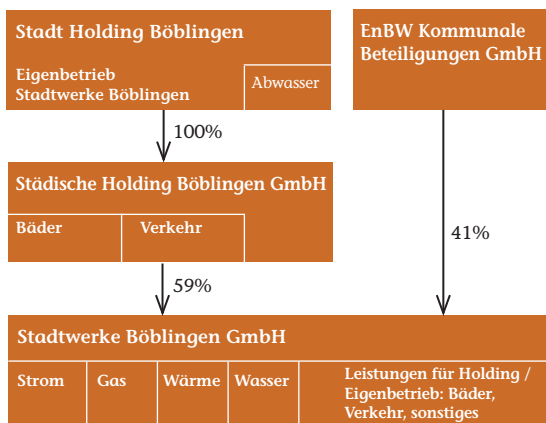 Stadt Holding Böblingen
Eigenbetrieb
Stadtwerke Böblingen
Abwasser
EnBW Kommunale
Beteiligungen GmbH
100%
Städische Holding Böblingen GmbH
Bäder
Verkehr
41%
59%
Stadtwerke Böblingen GmbH
Strom
Gas
Wärme
Wasser
Leistungen für Holding /
Eigenbetrieb: Bäder,
Verkehr, sonstiges